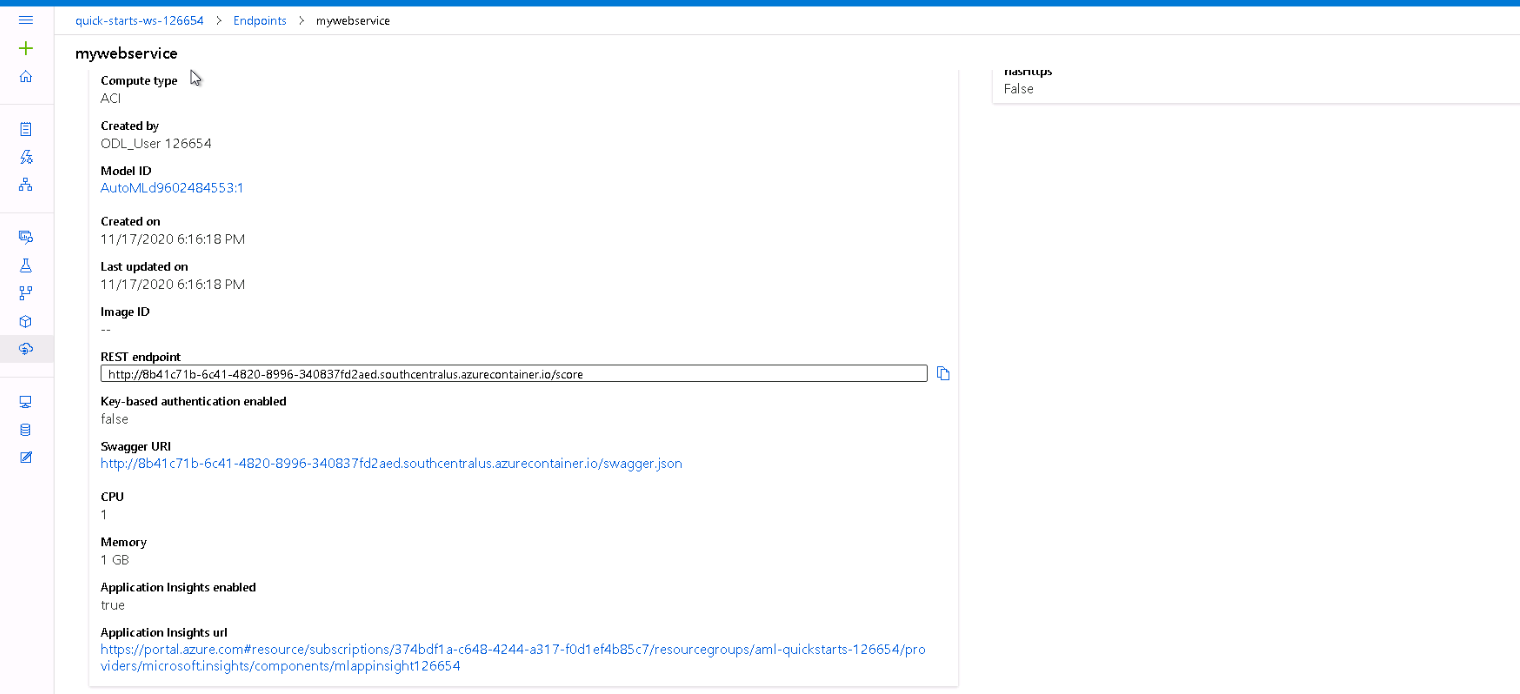 quick-starts-ws-126654 > Endpoints > mywebservice
mywebservice
Compute type
ACI
Created by
ODL_User 126654
Model ID
AutoMLd9602484553:1
Created on
11/17/2020 6:16:18 PM
Last updated on
11/17/2020 6:16:18 PM
Image ID
--
REST endpoint
http://8b41c71b-6c41-4820-8996-340837fd2aed.southcentralus.azurecontainer.io/score
Key-based authentication enabled
false
Swagger URI
http://8b41c71b-6c41-4820-8996-340837fd2aed.southcentralus.azurecontainer.io/swagger.json
CPU
1
Memory
1 GB
Application Insights enabled
true
Application Insights url
https://portal.azure.com#resource/subscriptions/374bdf1a-c648-4244-a317-f0d1ef4b85c7/resourcegroups/aml-quickstarts-126654/pro
viders/microsoft.insights/components/mlappinsight126654
hasHttps
False